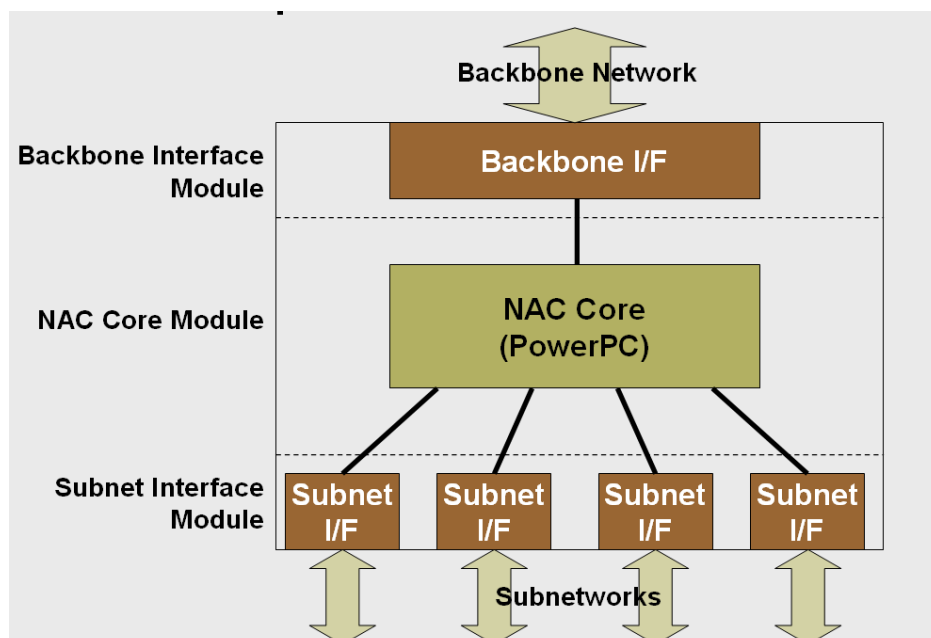 Backbone Network
Backbone Interface
Module
Backbone I/F
NAC Core Module
NAC Core
(PowerPC)
Subnet Interface
Module
Subnet
I/F
Subnet
I/F
Subnet
I/F
Subnet
I/F
Subnetworks